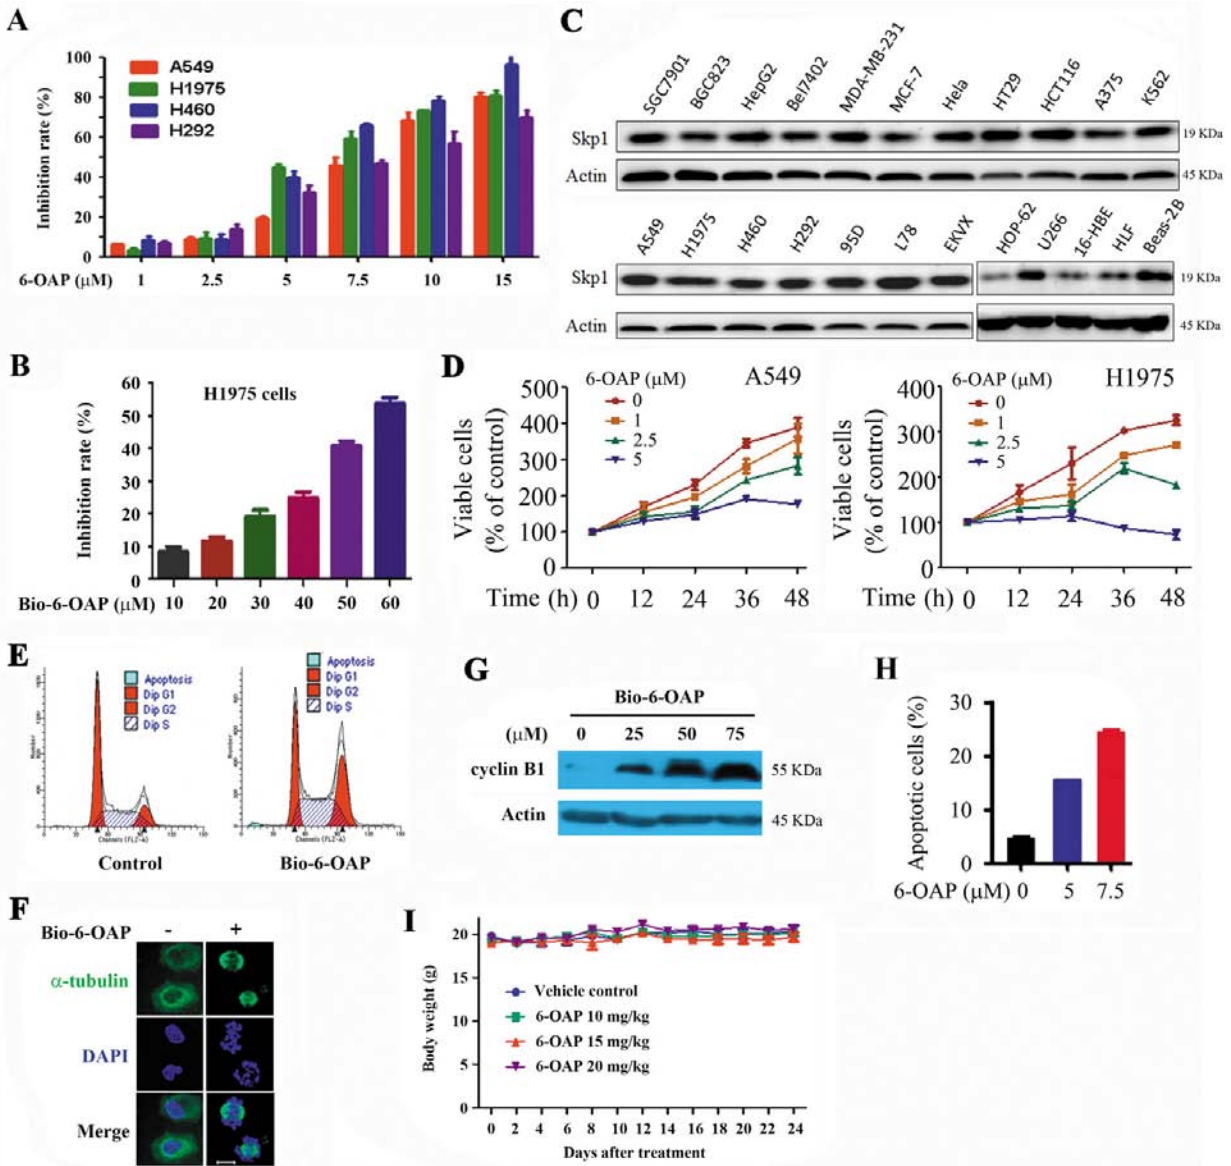 A
100
80
60
40
20
0
Inhibition rate (%)
A549
H1975
H460
H292
6-OAP (μM) 1 2.5 5 7.5 10 15
C
SGC7901 BGC823 HepG2 Bel7402 MDA-MB-231 MCF-7 Hela HT29 HCT116 A375 K562
Skp1 19 KDa
Actin 45 KDa
A549 H1975 H460 H292 95D L78 EKVX HOP-62 U266 16-HBE HLF Beas-2B
Skp1 19 KDa
Actin 45 KDa
B
H1975 cells
60
50
40
30
20
10
0
Inhibition rate (%)
Bio-6-OAP (μM) 10 20 30 40 50 60
D
6-OAP (μM) A549
0
1
2.5
5
500
400
300
200
100
0
Viable cells
(% of control)
Time (h) 0 12 24 36 48
6-OAP (μM) H1975
0
1
2.5
5
400
300
200
100
0
Viable cells
(% of control)
Time (h) 0 12 24 36 48
E
Apoptosis
Dip G1
Dip G2
Dip S
Number
Channels (FL2-A)
Control
Apoptosis
Dip G1
Dip G2
Dip S
Number
Channels (FL2-A)
Bio-6-OAP
G
Bio-6-OAP
(μM) 0 25 50 75
cyclin B1 55 KDa
Actin 45 KDa
H
30
20
10
0
Apoptotic cells (%)
6-OAP (μM) 0 5 7.5
F
Bio-6-OAP - +
α-tubulin
DAPI
Merge
I
20
15
10
5
0
Body weight (g)
Vehicle control
6-OAP 10 mg/kg
6-OAP 15 mg/kg
6-OAP 20 mg/kg
0 2 4 6 8 10 12 14 16 18 20 22 24
Days after treatment